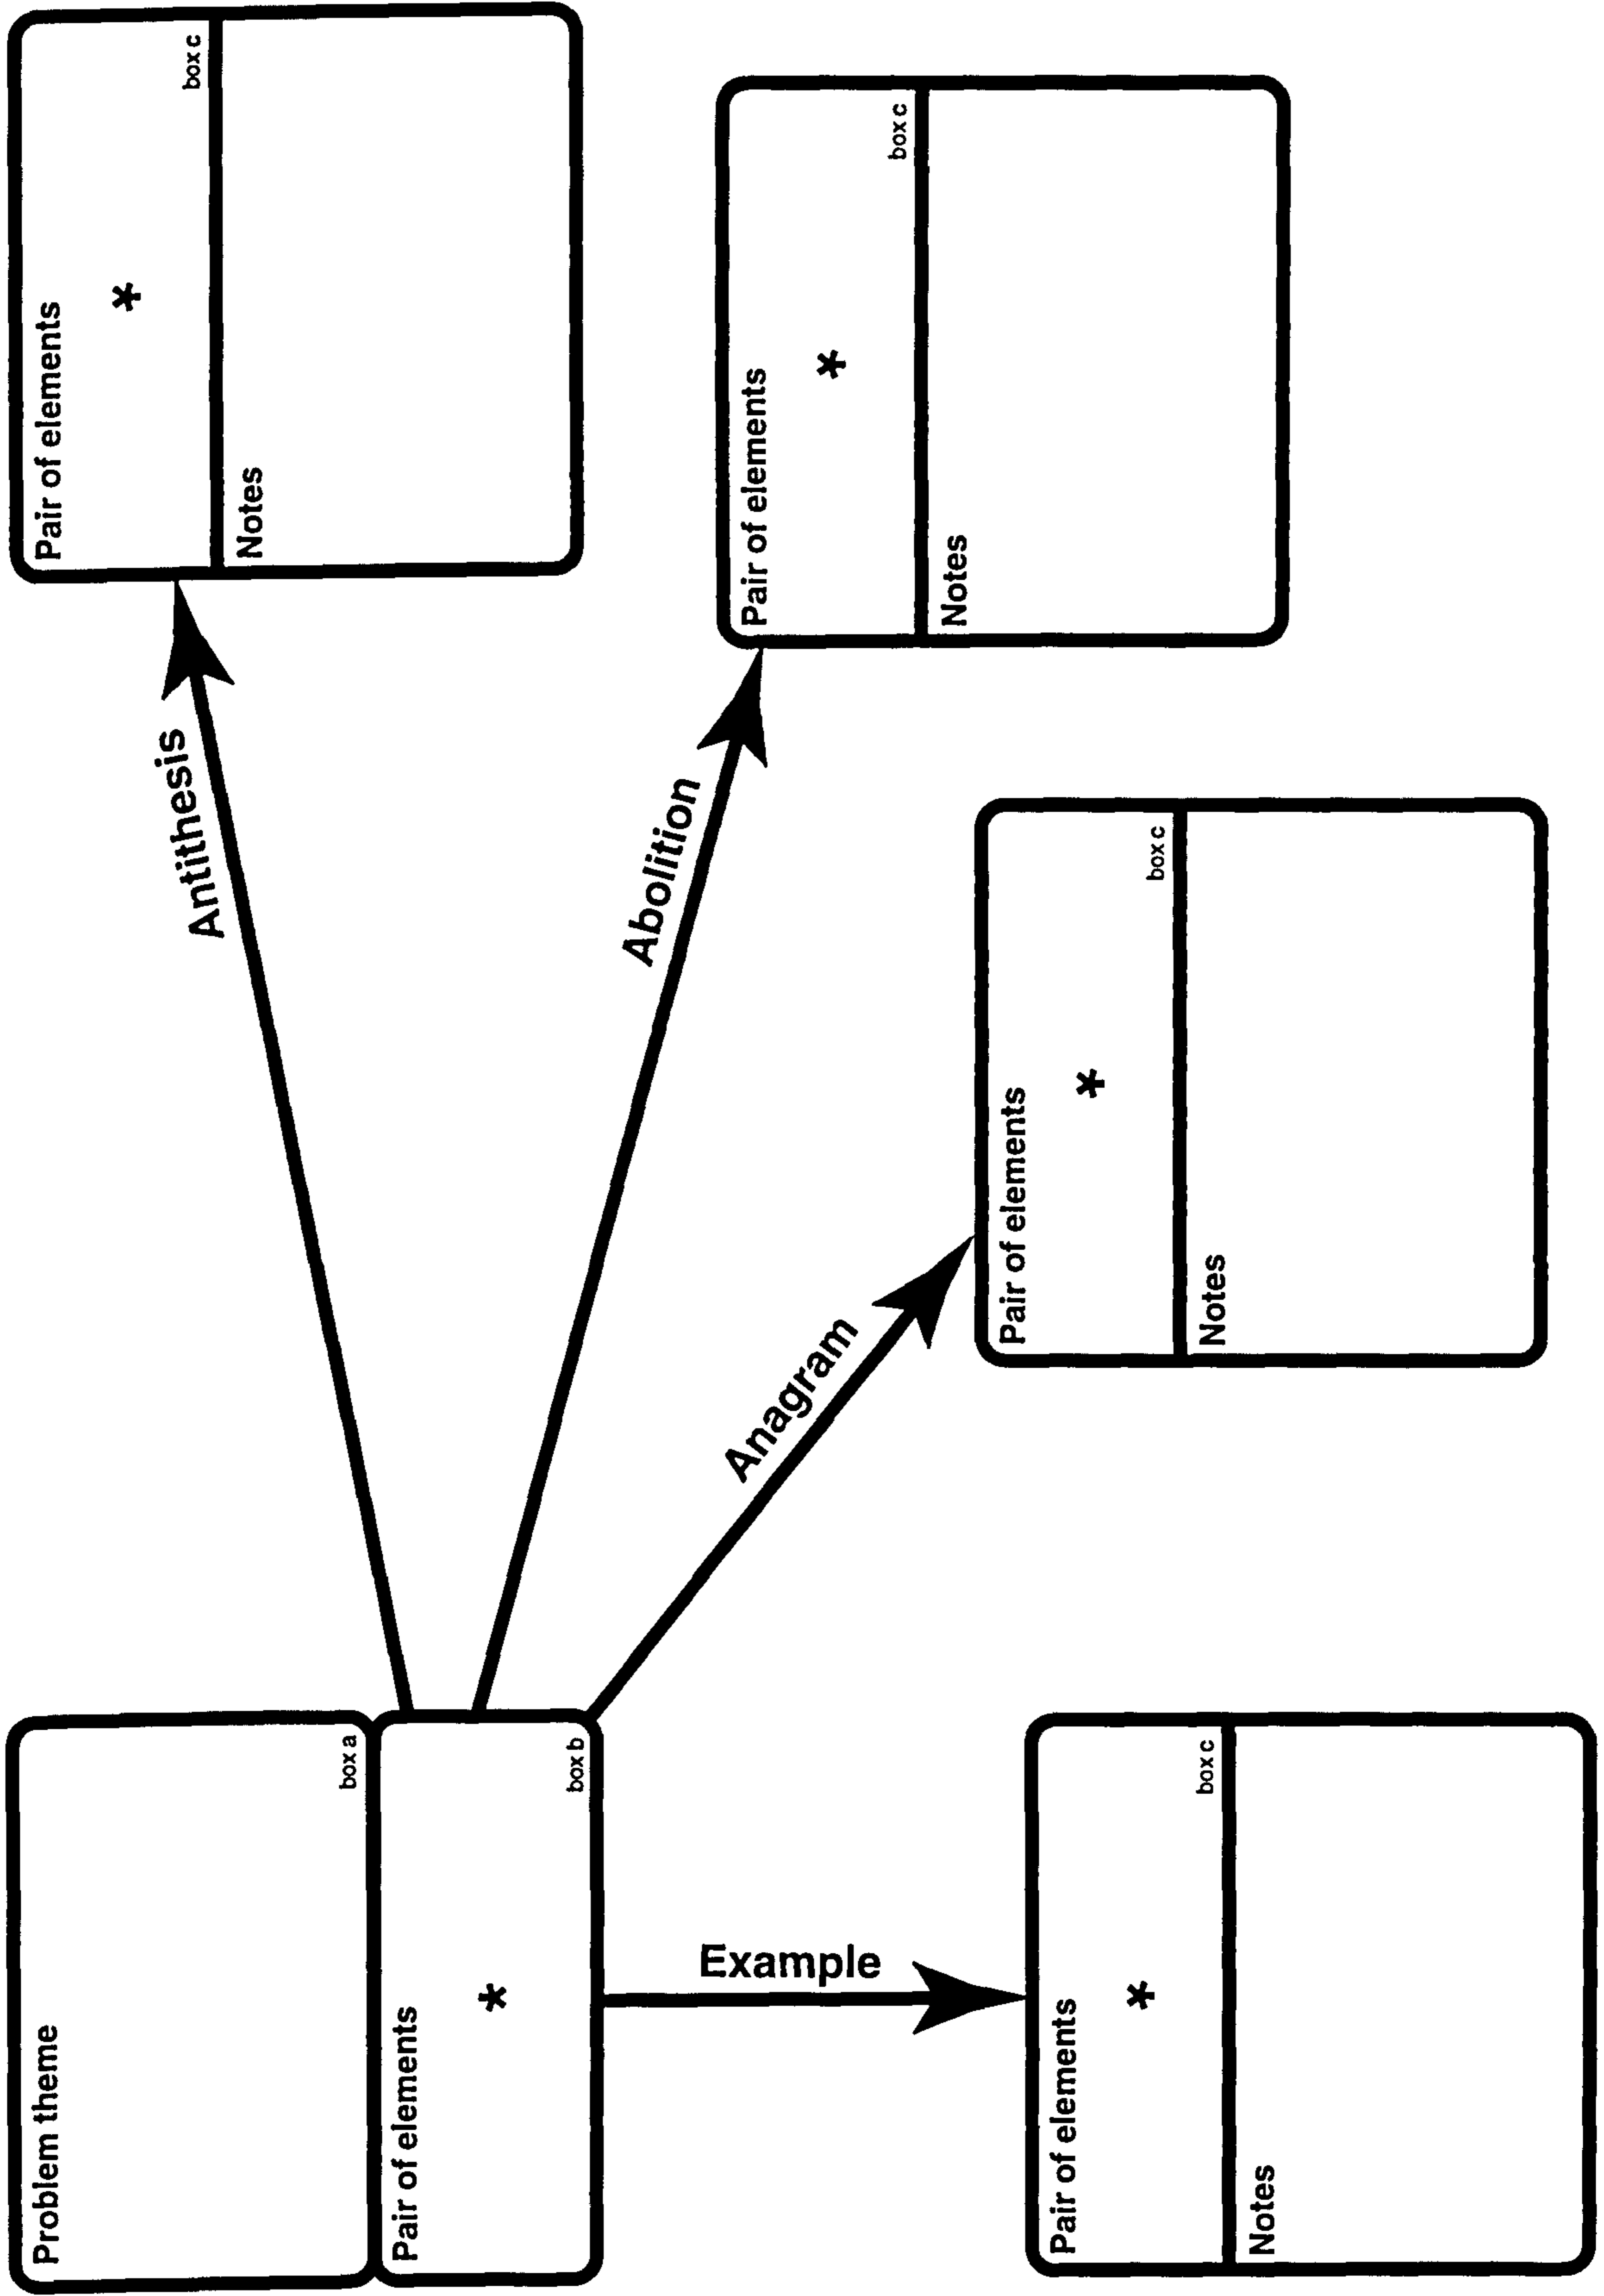 Problem theme
box a
Pair of elements
*
box b
Antithesis
Pair of elements
*
box c
Notes
Abolition
Pair of elements
*
box c
Notes
Anagram
Pair of elements
*
box c
Notes
Example
Pair of elements
*
box c
Notes